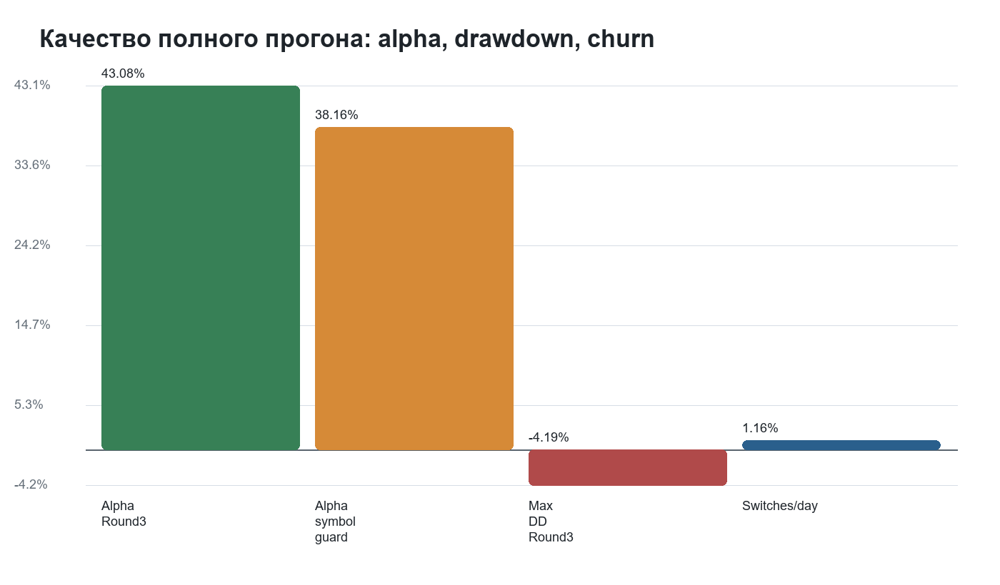 Качество полного прогона: alpha, drawdown, churn
43.08%
43.1%
38.16%
33.6%
24.2%
14.7%
5.3%
-4.19%
1.16%
-4.2%
Alpha
Round3
Alpha
symbol
guard
Max
DD
Round3
Switches/day